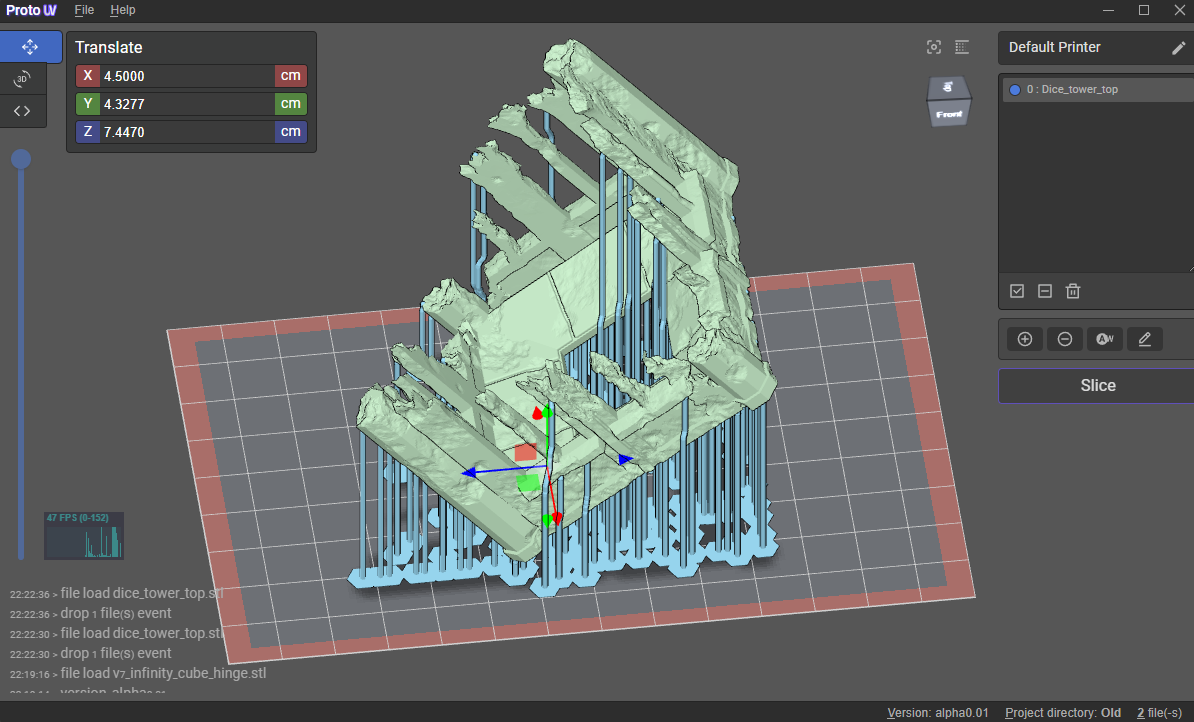 Proto UV File Help
Translate
X 4.5000 cm
Y 4.3277 cm
Z 7.4470 cm
3D
Front
Default Printer
0 : Dice_tower_top
AW
Slice
47 FPS (0-152)
22:22:36 > file load dice_tower_top.stl
22:22:36 > drop 1 file(s) event
22:22:30 > file load dice_tower_top.stl
22:22:30 > drop 1 file(s) event
22:19:16 > file load v7_infinity_cube_hinge.stl
version alpha0.01
Version: alpha0.01 Project directory: Old 2 file(-s)